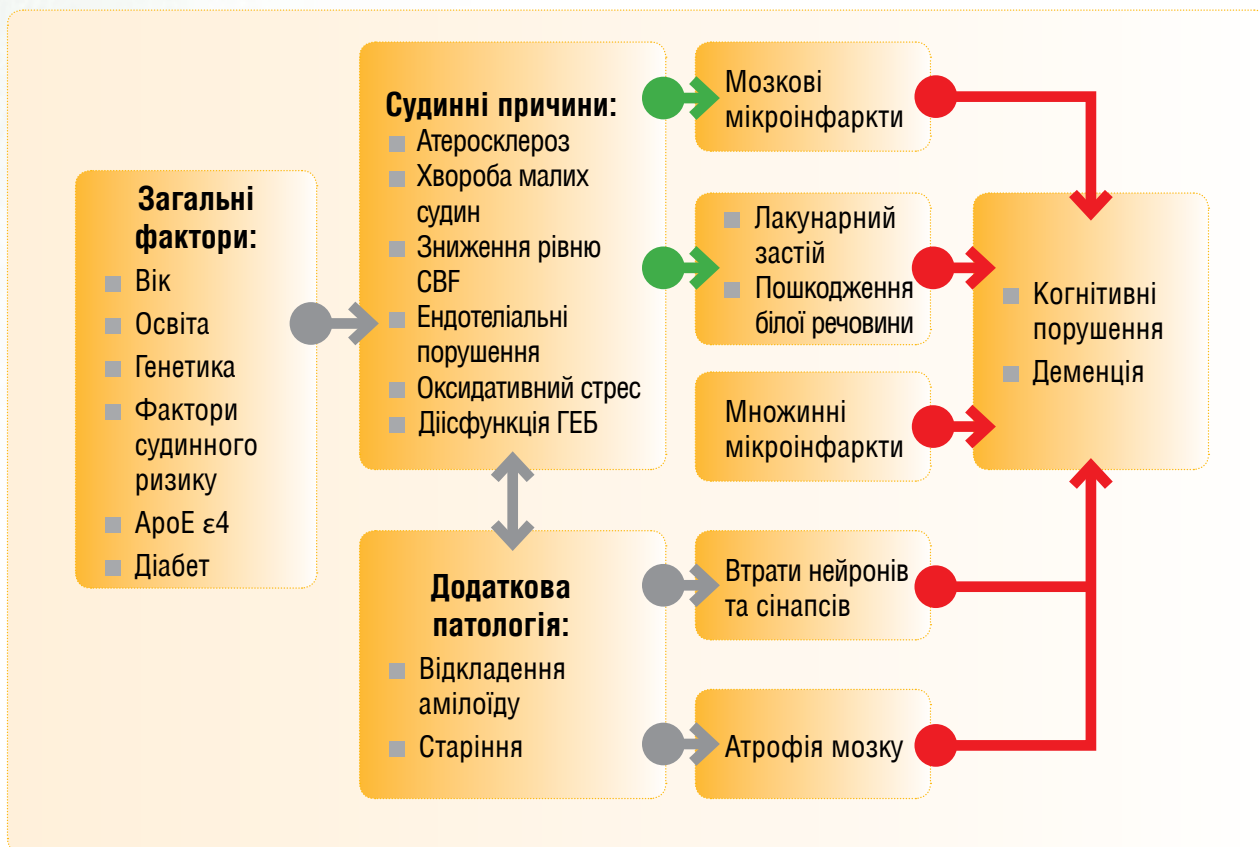 Загальні
фактори:
Вік
Освіта
Генетика
Фактори
судинного
ризику
АроЕ ε4
Діабет
Судинні причини:
Атеросклероз
Хвороба малих
судин
Зниження рівню
CBF
Ендотеліальні
порушення
Оксидативний стрес
Діісфункція ГЕБ
Додаткова
патологія:
Відкладення
амілоїду
Старіння
Мозкові
мікроінфаркти
Лакунарний
застій
Пошкодження
білої речовини
Множинні
мікроінфаркти
Втрати нейронів
та сінапсів
Атрофія мозку
Когнітивні
порушення
Деменція